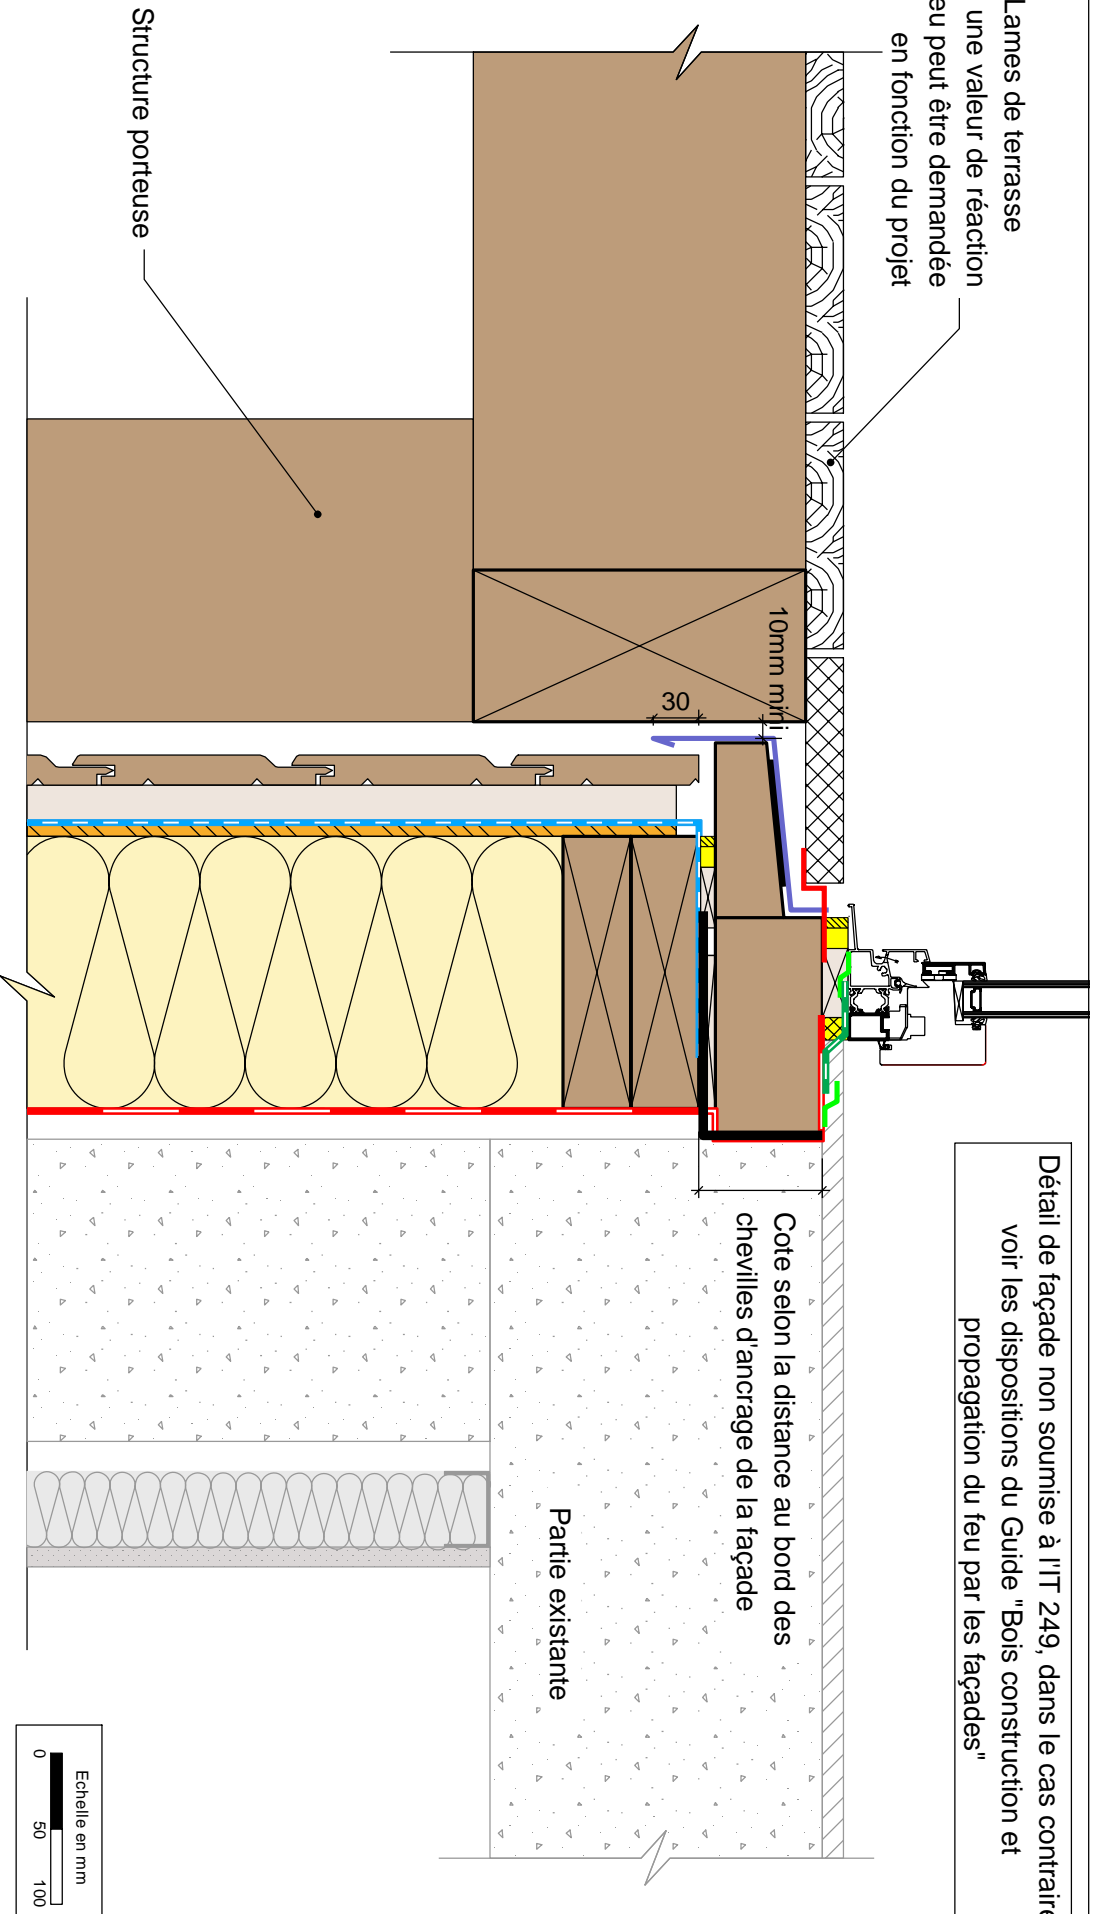 Lames de terrasse
une valeur de réaction
eu peut être demandée
en fonction du projet
Structure porteuse
10mm mini
30
Détail de façade non soumise à l'IT 249, dans le cas contraire
voir les dispositions du Guide "Bois construction et
propagation du feu par les façades"
Cote selon la distance au bord des
chevilles d'ancrage de la façade
Partie existante
Echelle en mm
0 50 100